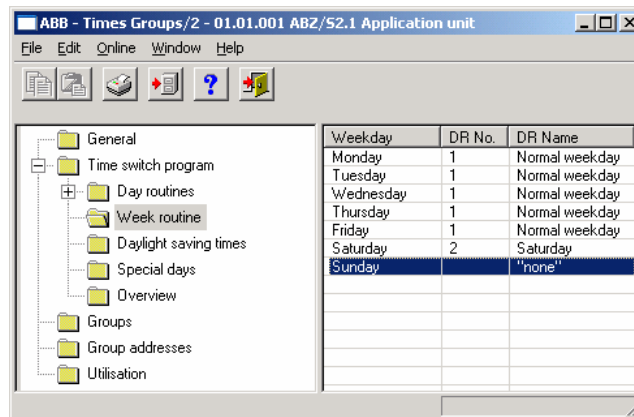 ABB - Times Groups/2 - 01.01.001 ABZ/S2.1 Application unit
File Edit Online Window Help
General
Time switch program
Day routines
Week routine
Daylight saving times
Special days
Overview
Groups
Group addresses
Utilisation
Weekday DR No. DR Name
Monday 1 Normal weekday
Tuesday 1 Normal weekday
Wednesday 1 Normal weekday
Thursday 1 Normal weekday
Friday 1 Normal weekday
Saturday 2 Saturday
Sunday "none"